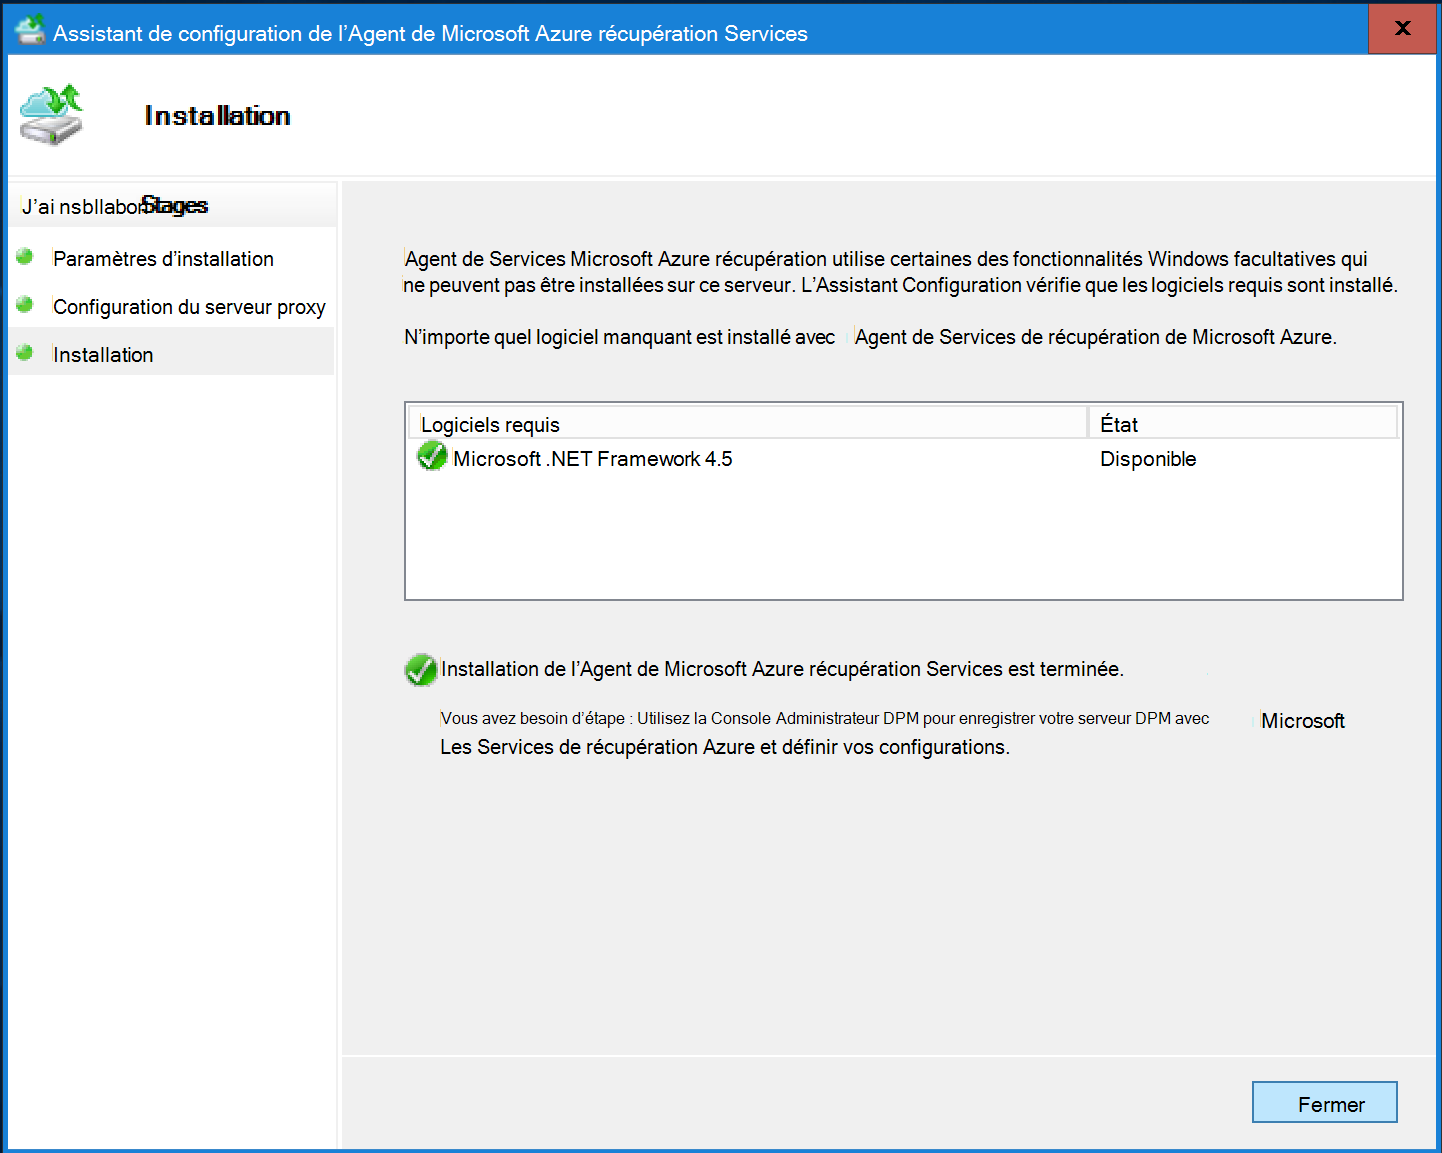 Assistant de configuration de l’Agent de Microsoft Azure récupération Services
x
Installation
J’ai nsbllabon Stages
Paramètres d’installation
Configuration du serveur proxy
Installation
Agent de Services Microsoft Azure récupération utilise certaines des fonctionnalités Windows facultatives qui
ne peuvent pas être installées sur ce serveur. L’Assistant Configuration vérifie que les logiciels requis sont installé.
N’importe quel logiciel manquant est installé avec Agent de Services de récupération de Microsoft Azure.
Logiciels requis État
Microsoft .NET Framework 4.5 Disponible
Installation de l’Agent de Microsoft Azure récupération Services est terminée.
Vous avez besoin d’étape : Utilisez la Console Administrateur DPM pour enregistrer votre serveur DPM avec Microsoft
Les Services de récupération Azure et définir vos configurations.
Fermer